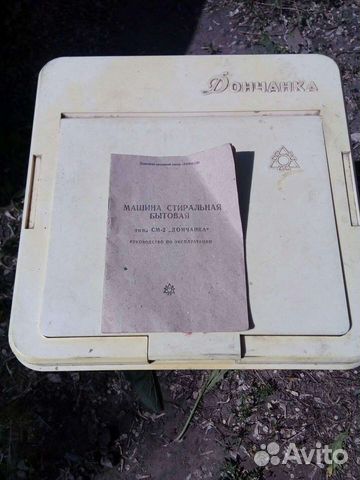 Дончанка
МАШИНА СТИРАЛЬНАЯ
БЫТОВАЯ
типа СМ-2 „ДОНЧАНКА"
РУКОВОДСТВО ПО ЭКСПЛУАТАЦИИ
Avito